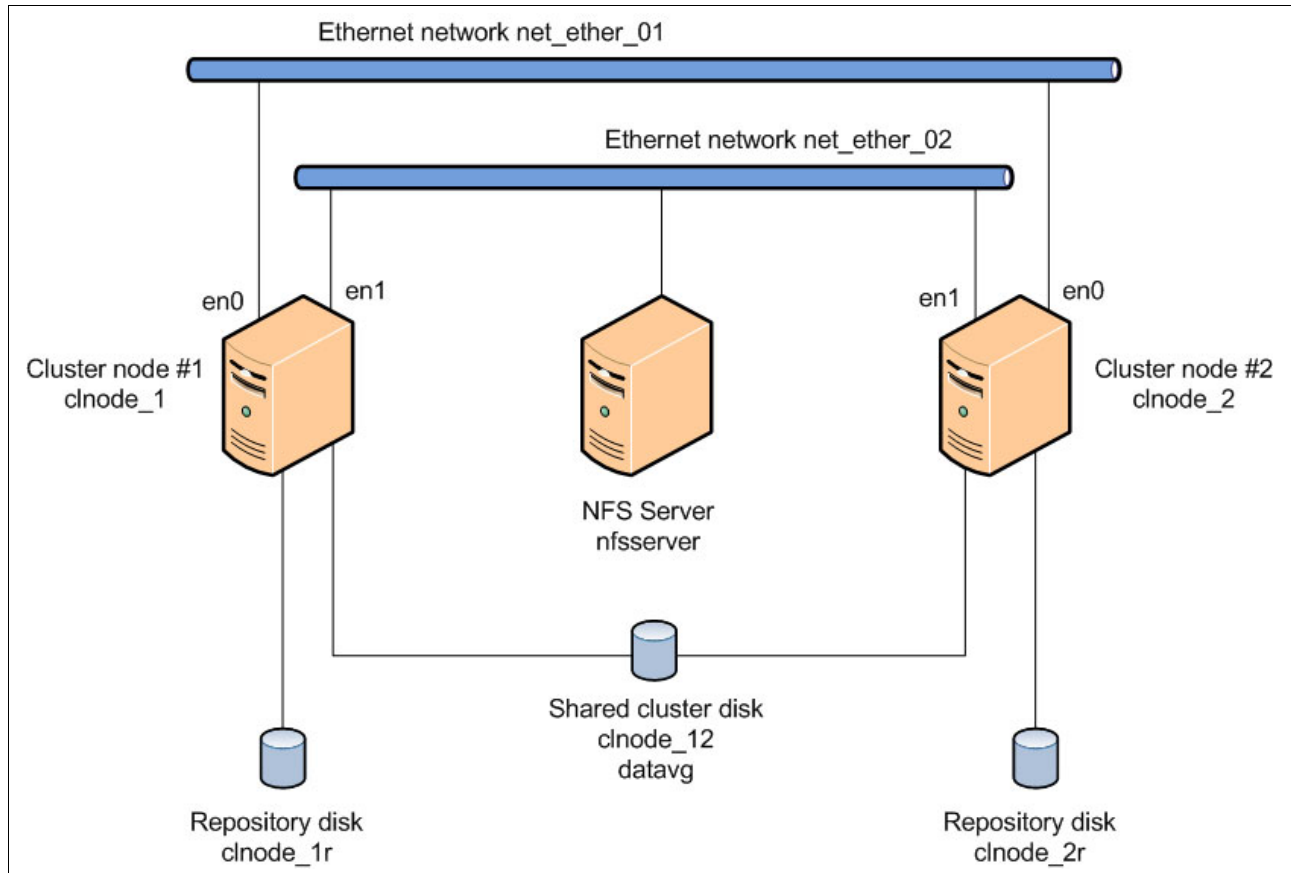 Ethernet network net_ether_01
Ethernet network net_ether_02
en0
en1
en1
en0
Cluster node #1
clnode_1
Cluster node #2
clnode_2
NFS Server
nfsserver
Shared cluster disk
clnode_12
datavg
Repository disk
clnode_1r
Repository disk
clnode_2r